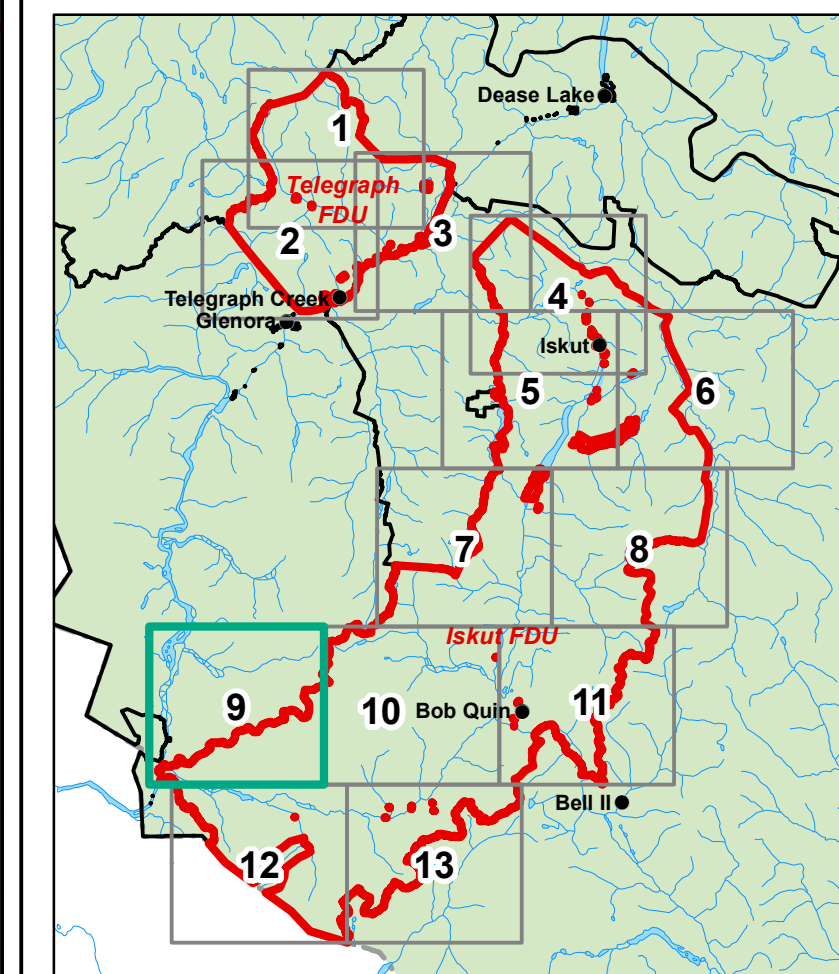 Dease Lake
1
Telegraph
FDU
2
3
4
Telegraph Creek
Glenora
Iskut
5
6
7
8
Iskut FDU
9
10
Bob Quin
11
Bell II
12
13